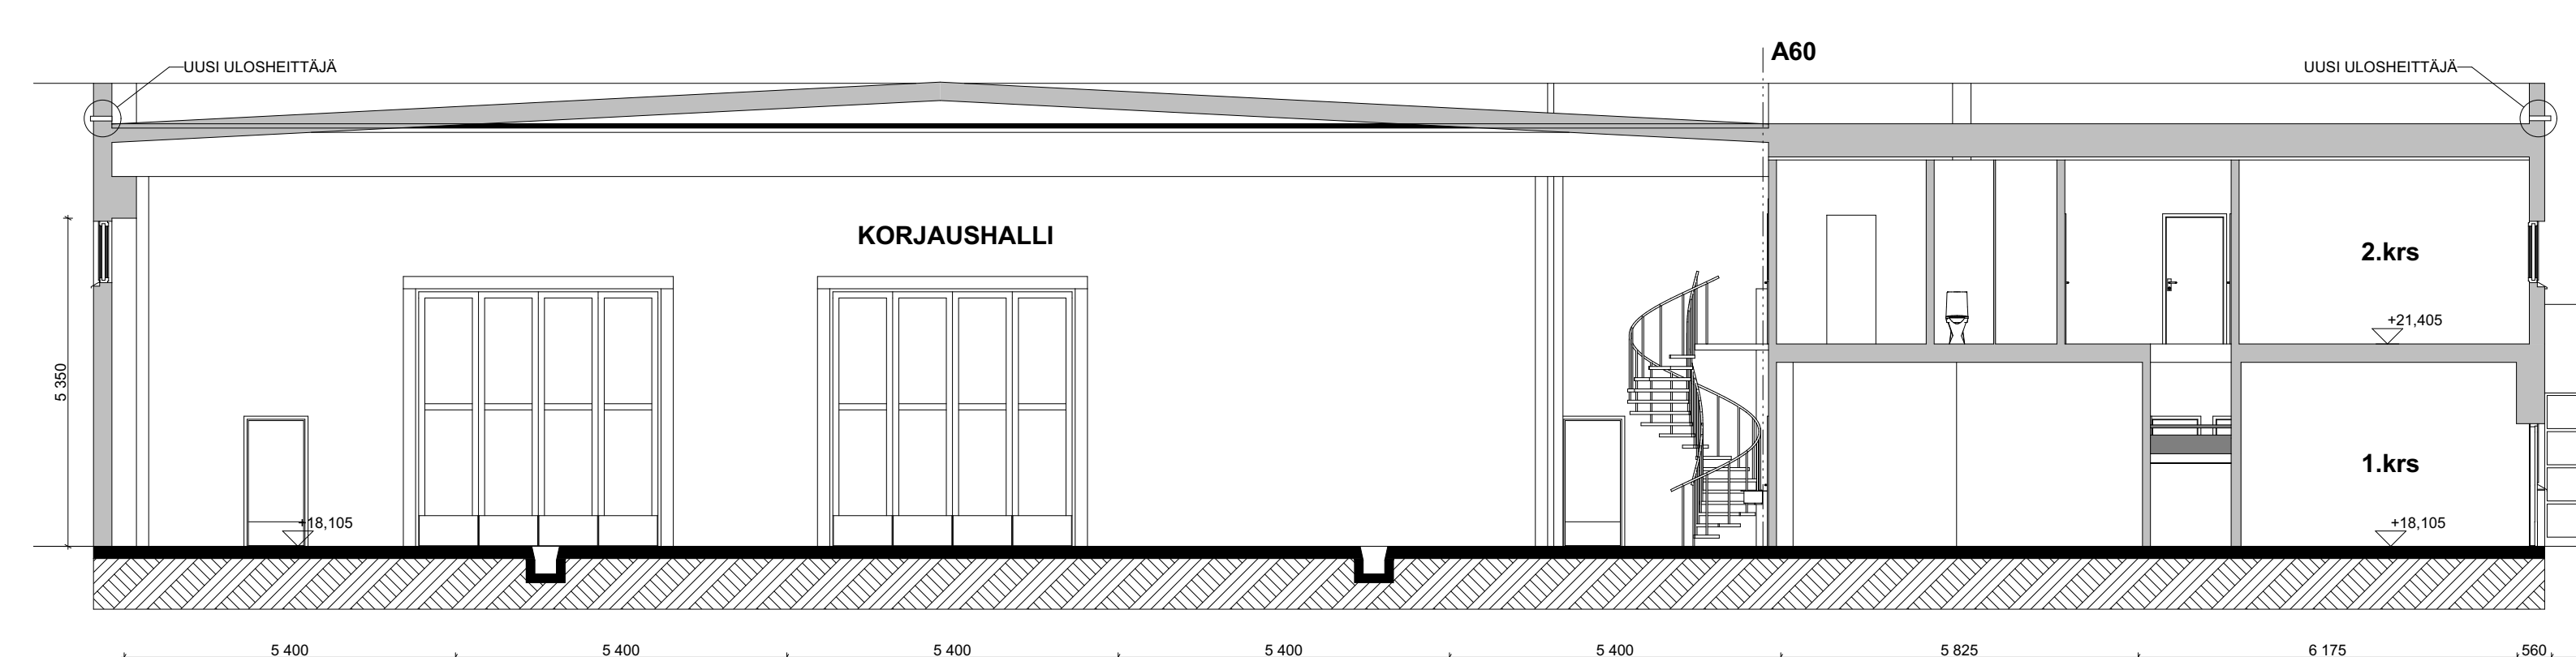 A60
UUSI ULOSHEITTÄJÄ
UUSI ULOSHEITTÄJÄ
KORJAUSHALLI
2.krs
+21,405
5 350
1.krs
+18,105
+18,105
5 400
5 400
5 400
5 400
5 400
5 825
6 175
560